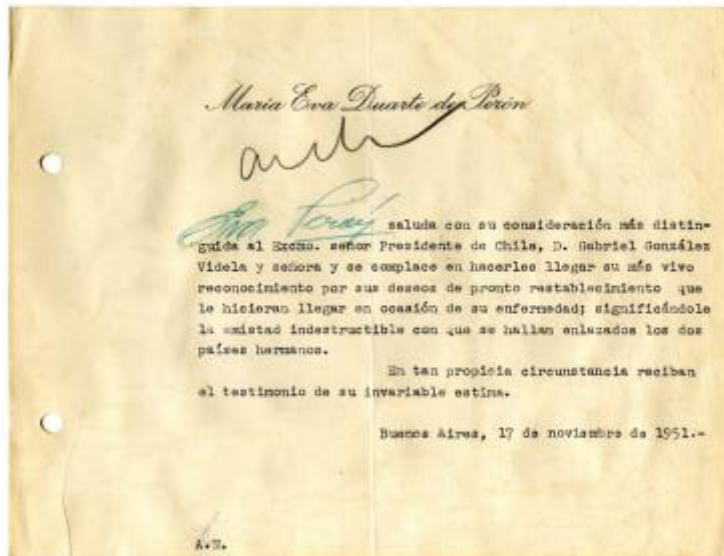 María Eva Duarte de Perón
Eva Perón saluda con su consideración más distin-
guida al Excmo. señor Presidente de Chile, D. Gabriel González
Videla y señora y se complace en hacerles llegar su más vivo
reconocimiento por sus deseos de pronto restablecimiento que
le hicieran llegar en ocasión de su enfermedad; significándole
la amistad indestructible con que se hallan enlazados los dos
países hermanos.
En tan propicia circunstancia reciban
el testimonio de su invariable estima.
Buenos Aires, 17 de noviembre de 1951.-